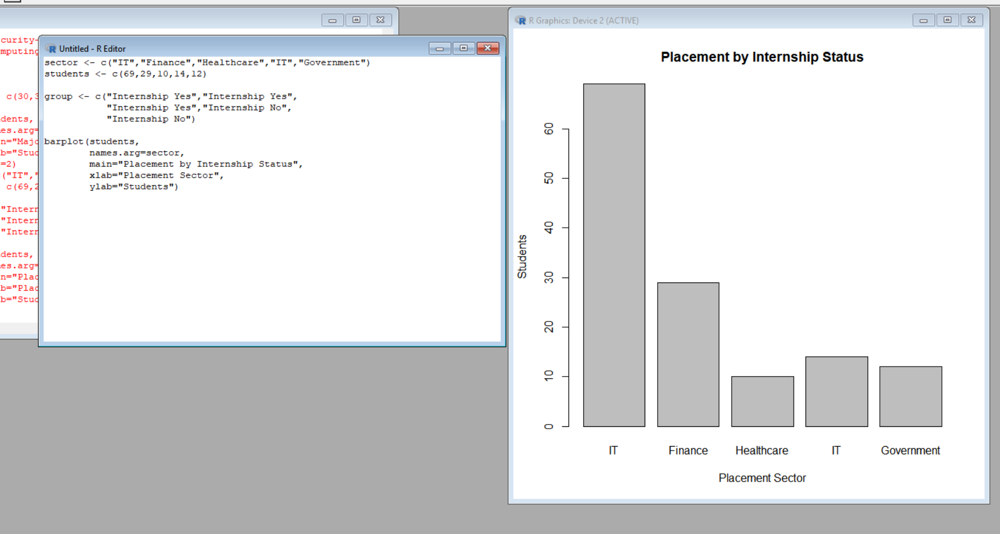 curity-
mputing
c(30,3
dents,
es.arg=
n="Majo
b="Stud
=2)
("IT","
c(69,2
"Intern
"Intern
"Intern
dents,
es.arg=
n="Plac
b="Plac
b="Stud
Untitled - R Editor
sector <- c("IT","Finance","Healthcare","IT","Government")
students <- c(69,29,10,14,12)
group <- c("Internship Yes","Internship Yes",
"Internship Yes","Internship No",
"Internship No")
barplot(students,
names.arg=sector,
main="Placement by Internship Status",
xlab="Placement Sector",
ylab="Students")
R Graphics: Device 2 (ACTIVE)
Placement by Internship Status
Students
60
50
40
30
20
10
0
IT Finance Healthcare IT Government
Placement Sector